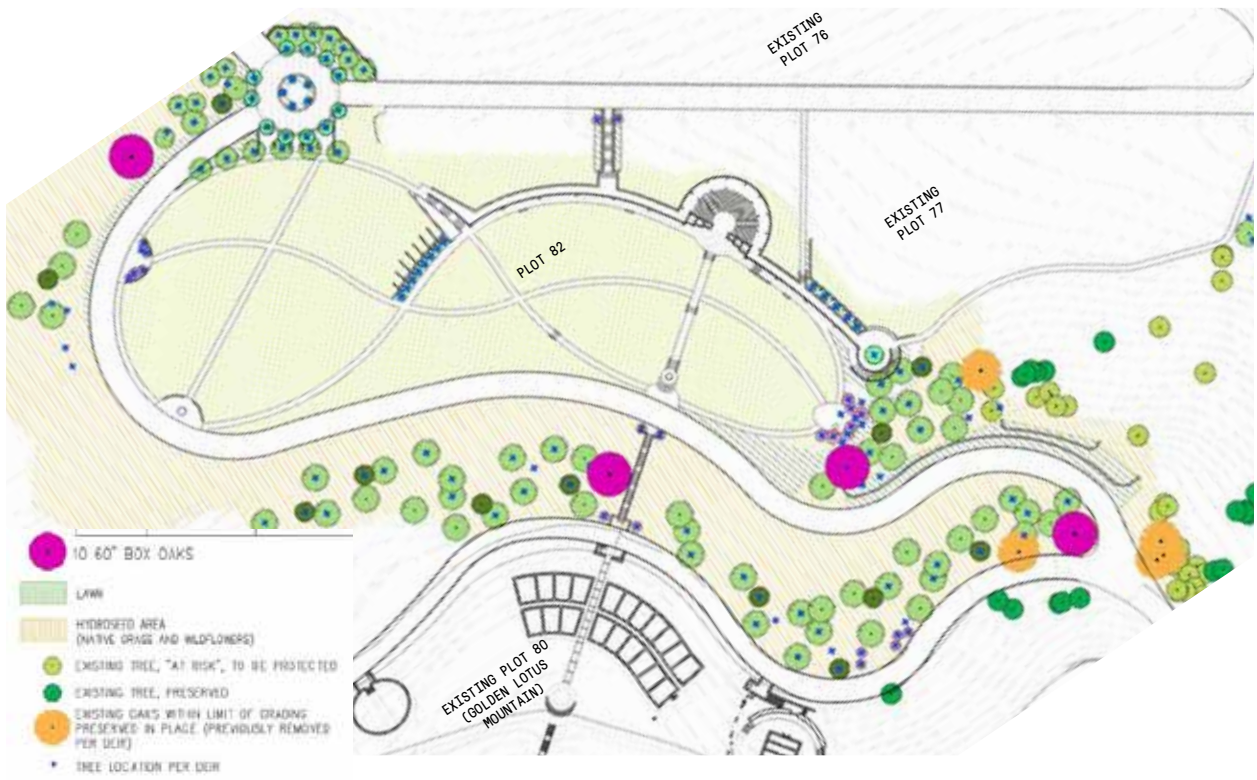 EXISTING
PLOT 76
EXISTING
PLOT 77
PLOT 82
EXISTING PLOT 80
(GOLDEN LOTUS
MOUNTAIN)
10 60" BOX OAKS
LAWN
HYDROSEED AREA
(NATIVE GRASS AND WILDFLOWERS)
EXISTING TREE, "AT RISK", TO BE PROTECTED
EXISTING TREE, PRESERVED
EXISTING OAKS WITHIN LIMIT OF GRADING
PRESERVED IN PLACE (PREVIOUSLY REMOVED
PER DEIR)
TREE LOCATION PER DEIR